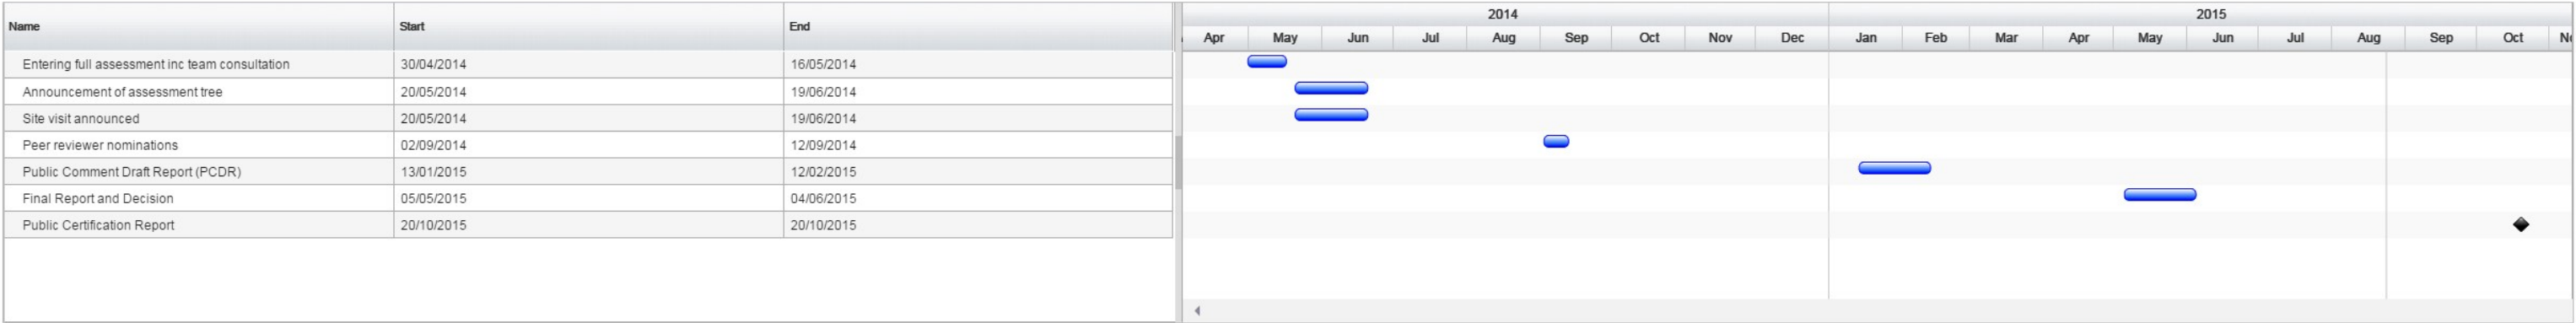 Name Start End
2014 2015
Apr May Jun Jul Aug Sep Oct Nov Dec Jan Feb Mar Apr May Jun Jul Aug Sep Oct
Entering full assessment inc team consultation 30/04/2014 16/05/2014
Announcement of assessment tree 20/05/2014 19/06/2014
Site visit announced 20/05/2014 19/06/2014
Peer reviewer nominations 02/09/2014 12/09/2014
Public Comment Draft Report (PCDR) 13/01/2015 12/02/2015
Final Report and Decision 05/05/2015 04/06/2015
Public Certification Report 20/10/2015 20/10/2015